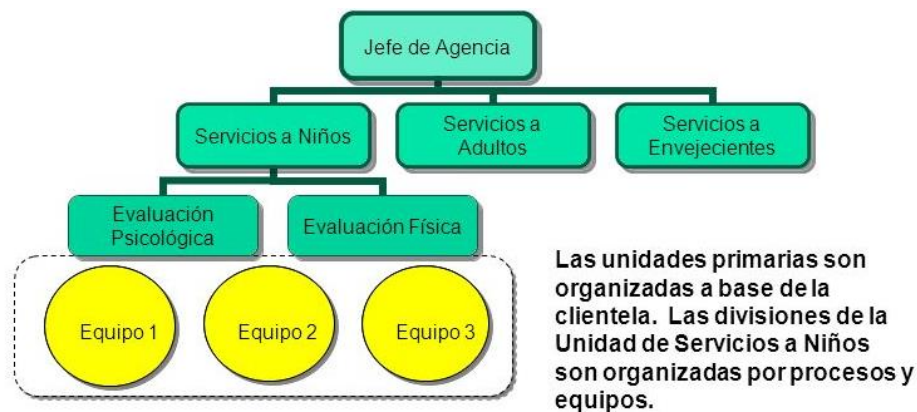 Jefe de Agencia
Servicios a Niños
Servicios a
Adultos
Servicios a
Envejecientes
Evaluación
Psicológica
Evaluación Física
Equipo 1
Equipo 2
Equipo 3
Las unidades primarias son
organizadas a base de la
clientela. Las divisiones de la
Unidad de Servicios a Niños
son organizadas por procesos y
equipos.